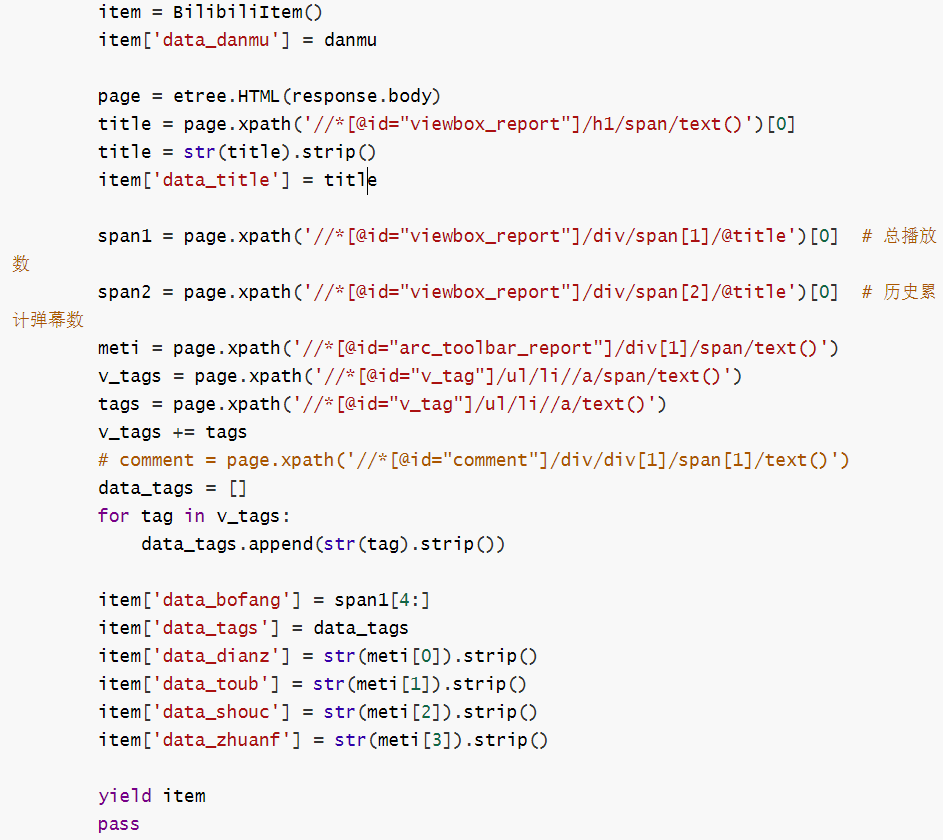 item = BilibiliItem()
item['data_danmu'] = danmu
page = etree.HTML(response.body)
title = page.xpath('//*[@id="viewbox_report"]/h1/span/text()')[0]
title = str(title).strip()
item['data_title'] = title
span1 = page.xpath('//*[@id="viewbox_report"]/div/span[1]/@title')[0]  # 总播放
数
span2 = page.xpath('//*[@id="viewbox_report"]/div/span[2]/@title')[0]  # 历史累
计弹幕数
meti = page.xpath('//*[@id="arc_toolbar_report"]/div[1]/span/text()')
v_tags = page.xpath('//*[@id="v_tag"]/ul/li//a/span/text()')
tags = page.xpath('//*[@id="v_tag"]/ul/li//a/text()')
v_tags += tags
# comment = page.xpath('//*[@id="comment"]/div/div[1]/span[1]/text()')
data_tags = []
for tag in v_tags:
    data_tags.append(str(tag).strip())
item['data_bofang'] = span1[4:]
item['data_tags'] = data_tags
item['data_dianz'] = str(meti[0]).strip()
item['data_toub'] = str(meti[1]).strip()
item['data_shouc'] = str(meti[2]).strip()
item['data_zhuanf'] = str(meti[3]).strip()
yield item
pass